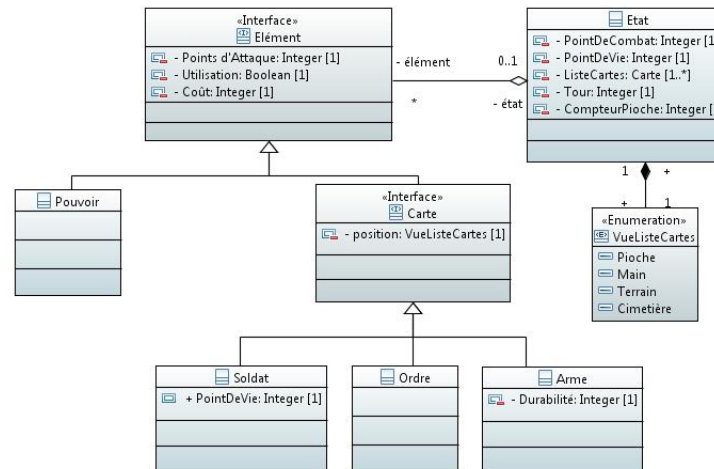 «Interface»
Elément
- Points d'Attaque: Integer [1]
- Utilisation: Boolean [1]
- Coût: Integer [1]
- élément
0..1
*
- état
Etat
- PointDeCombat: Integer [1]
- PointDeVie: Integer [1]
- ListeCartes: Carte [1..*]
- Tour: Integer [1]
- CompteurPioche: Integer [
1
+
+
1
«Enumeration»
VueListeCartes
Pioche
Main
Terrain
Cimetière
Pouvoir
«Interface»
Carte
- position: VueListeCartes [1]
Soldat
+ PointDeVie: Integer [1]
Ordre
Arme
- Durabilité: Integer [1]